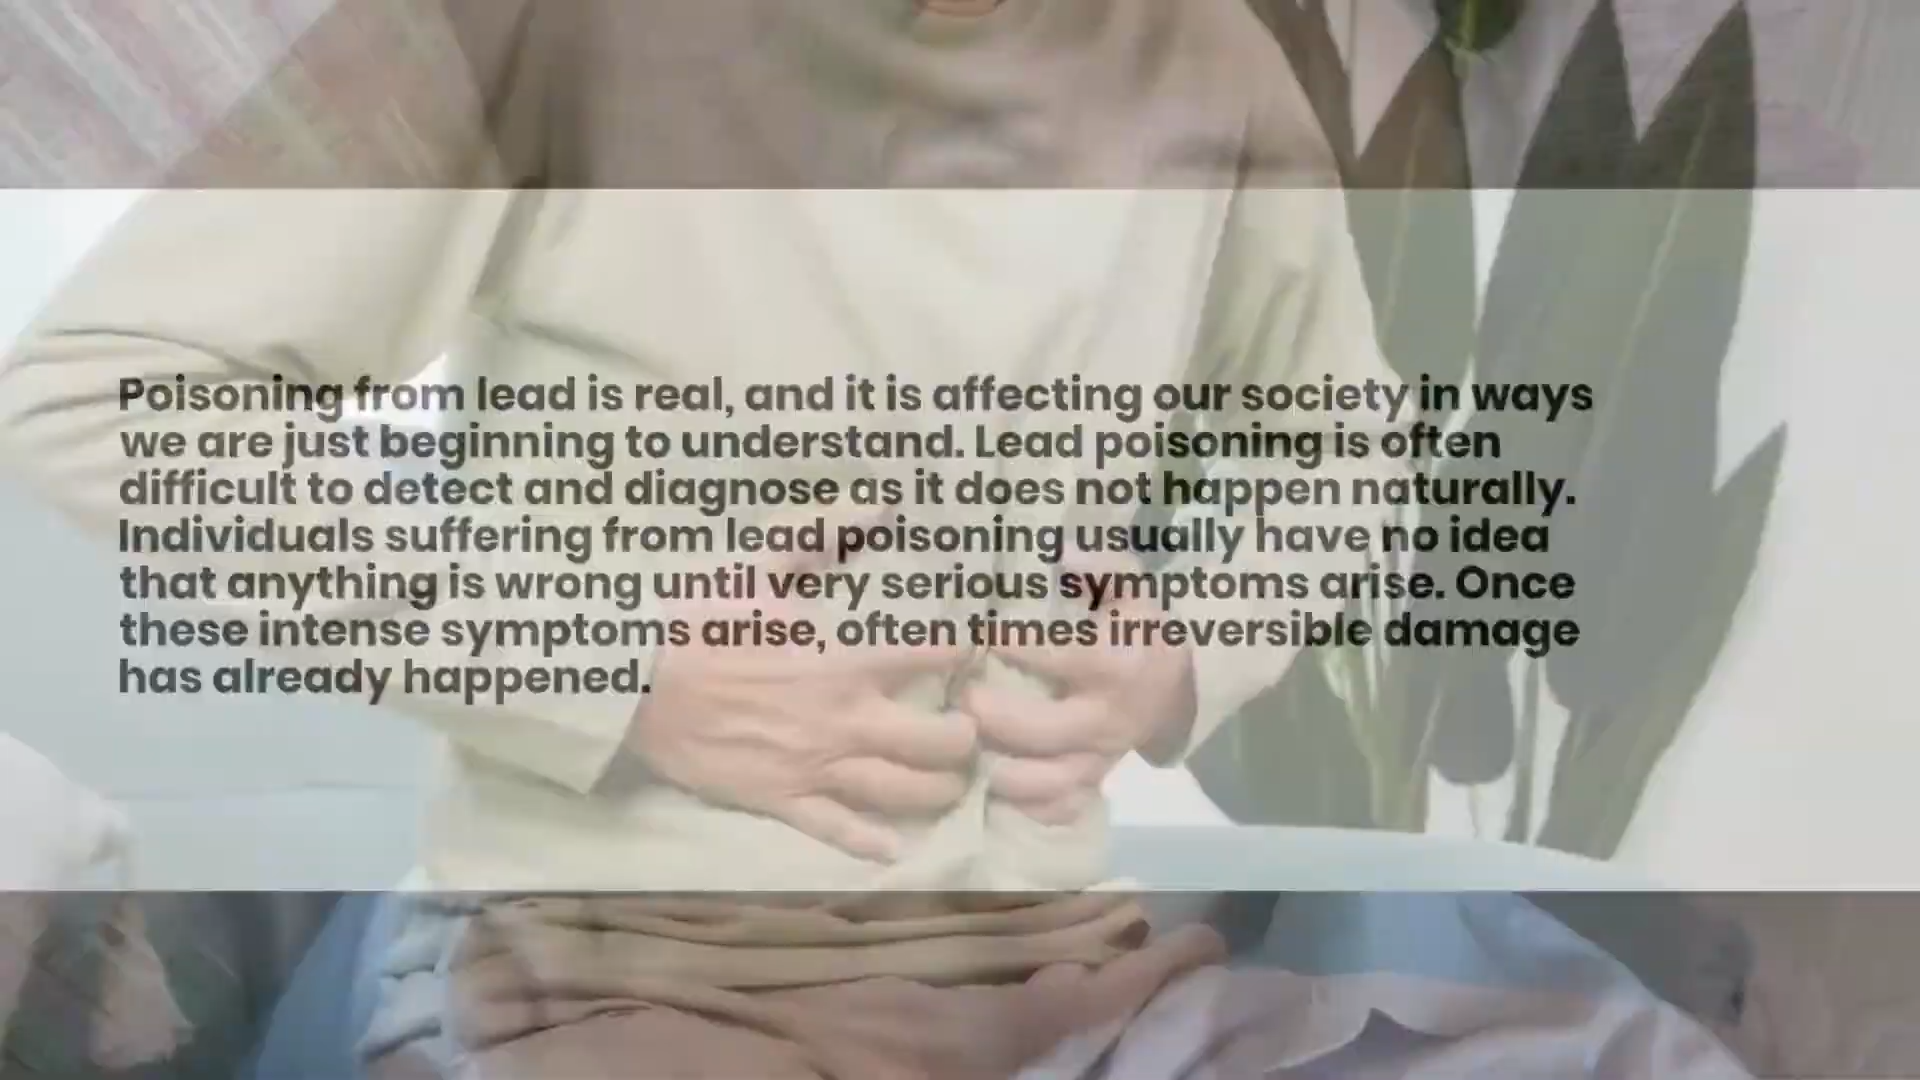 Poisoning from lead is real, and it is affecting our society in ways
we are just beginning to understand. Lead poisoning is often
difficult to detect and diagnose as it does not happen naturally.
Individuals suffering from lead poisoning usually have no idea
that anything is wrong until very serious symptoms arise. Once
these intense symptoms arise, often times irreversible damage
has already happened.